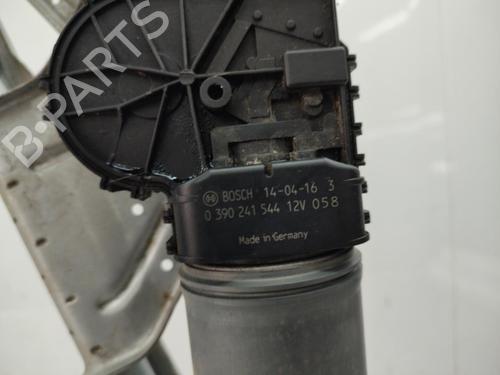 BOSCH 14-04-16 3
0 390 241 544 12V 058
Made in Germany
B-PARTS